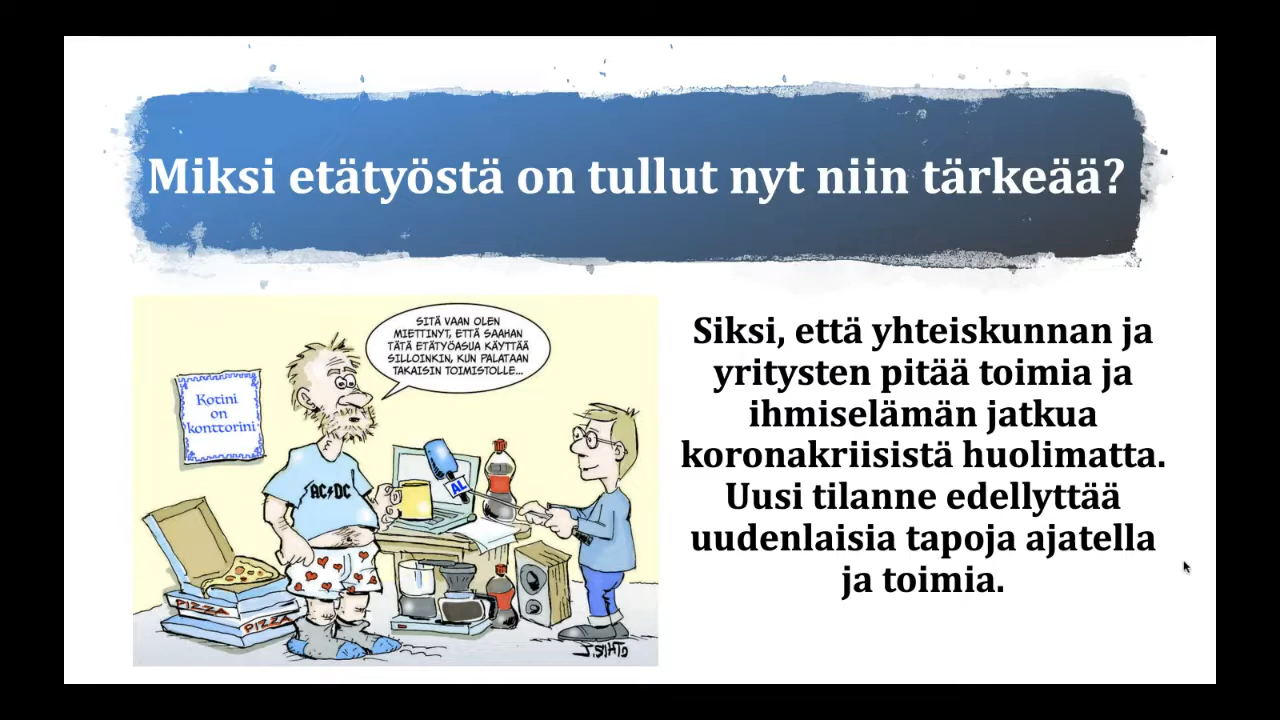 Miksi etätyöstä on tullut nyt niin tärkeää?
SITÄ VAAN OLEN
MIETTINYT, ETTÄ SAAHAN
TÄTÄ ETÄTYÖASUA KÄYTTÄÄ
SILLOINKIN, KUN PALATAAN
TAKAISIN TOIMISTOLLE...
Kotini
on
konttorini
AC⚡DC
AL
PIZZA
PIZZA
J.SIHTO
Siksi, että yhteiskunnan ja
yritysten pitää toimia ja
ihmiselämän jatkua
koronakriisistä huolimatta.
Uusi tilanne edellyttää
uudenlaisia tapoja ajatella
ja toimia.